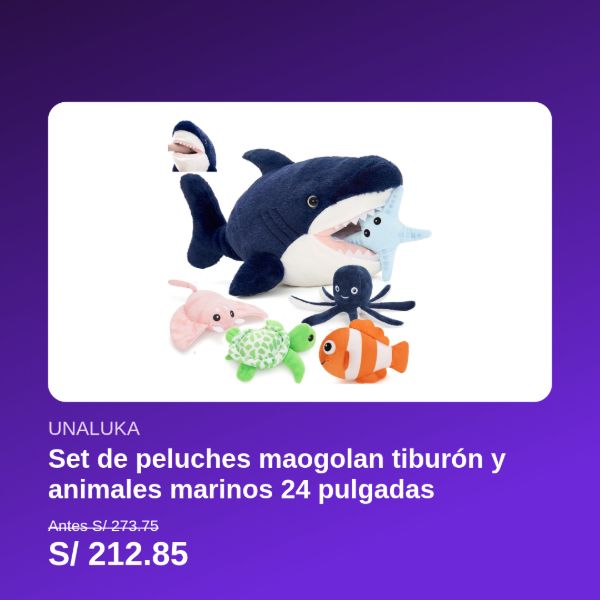 UNALUKA
Set de peluches maogolan tiburón y
animales marinos 24 pulgadas
Antes S/ 273.75
S/ 212.85